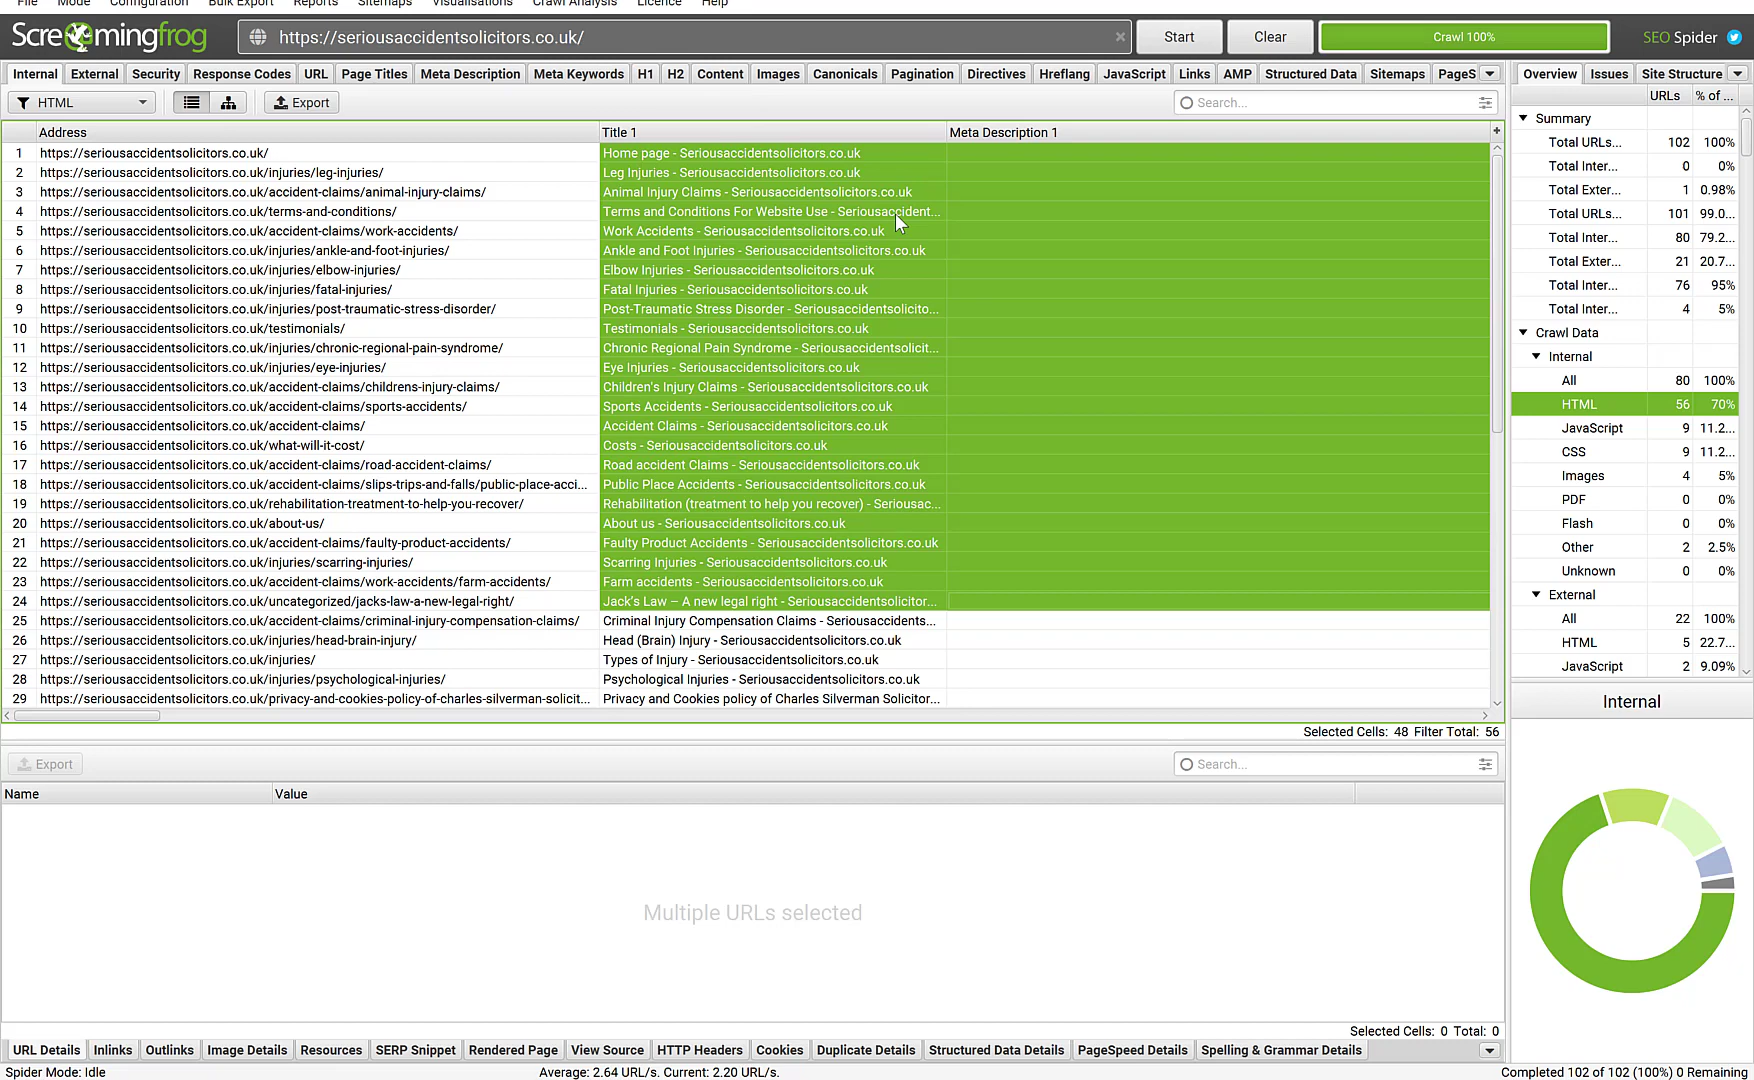 File Mode Configuration Bulk Export Reports Sitemaps Visualisations Crawl Analysis Licence Help
Screamingfrog https://seriousaccidentsolicitors.co.uk/ × Start Clear Crawl 100% SEO Spider
Internal External Security Response Codes URL Page Titles Meta Description Meta Keywords H1 H2 Content Images Canonicals Pagination Directives Hreflang JavaScript Links AMP Structured Data Sitemaps PageS
HTML Export Search...
Address Title 1 Meta Description 1 +
1 https://seriousaccidentsolicitors.co.uk/ Home page - Seriousaccidentsolicitors.co.uk
2 https://seriousaccidentsolicitors.co.uk/injuries/leg-injuries/ Leg Injuries - Seriousaccidentsolicitors.co.uk
3 https://seriousaccidentsolicitors.co.uk/accident-claims/animal-injury-claims/ Animal Injury Claims - Seriousaccidentsolicitors.co.uk
4 https://seriousaccidentsolicitors.co.uk/terms-and-conditions/ Terms and Conditions For Website Use - Seriousaccident...
5 https://seriousaccidentsolicitors.co.uk/accident-claims/work-accidents/ Work Accidents - Seriousaccidentsolicitors.co.uk
6 https://seriousaccidentsolicitors.co.uk/injuries/ankle-and-foot-injuries/ Ankle and Foot Injuries - Seriousaccidentsolicitors.co.uk
7 https://seriousaccidentsolicitors.co.uk/injuries/elbow-injuries/ Elbow Injuries - Seriousaccidentsolicitors.co.uk
8 https://seriousaccidentsolicitors.co.uk/injuries/fatal-injuries/ Fatal Injuries - Seriousaccidentsolicitors.co.uk
9 https://seriousaccidentsolicitors.co.uk/injuries/post-traumatic-stress-disorder/ Post-Traumatic Stress Disorder - Seriousaccidentsolicito...
10 https://seriousaccidentsolicitors.co.uk/testimonials/ Testimonials - Seriousaccidentsolicitors.co.uk
11 https://seriousaccidentsolicitors.co.uk/injuries/chronic-regional-pain-syndrome/ Chronic Regional Pain Syndrome - Seriousaccidentsolicit...
12 https://seriousaccidentsolicitors.co.uk/injuries/eye-injuries/ Eye Injuries - Seriousaccidentsolicitors.co.uk
13 https://seriousaccidentsolicitors.co.uk/accident-claims/childrens-injury-claims/ Children's Injury Claims - Seriousaccidentsolicitors.co.uk
14 https://seriousaccidentsolicitors.co.uk/accident-claims/sports-accidents/ Sports Accidents - Seriousaccidentsolicitors.co.uk
15 https://seriousaccidentsolicitors.co.uk/accident-claims/ Accident Claims - Seriousaccidentsolicitors.co.uk
16 https://seriousaccidentsolicitors.co.uk/what-will-it-cost/ Costs - Seriousaccidentsolicitors.co.uk
17 https://seriousaccidentsolicitors.co.uk/accident-claims/road-accident-claims/ Road accident Claims - Seriousaccidentsolicitors.co.uk
18 https://seriousaccidentsolicitors.co.uk/accident-claims/slips-trips-and-falls/public-place-acci... Public Place Accidents - Seriousaccidentsolicitors.co.uk
19 https://seriousaccidentsolicitors.co.uk/rehabilitation-treatment-to-help-you-recover/ Rehabilitation (treatment to help you recover) - Seriousac...
20 https://seriousaccidentsolicitors.co.uk/about-us/ About us - Seriousaccidentsolicitors.co.uk
21 https://seriousaccidentsolicitors.co.uk/accident-claims/faulty-product-accidents/ Faulty Product Accidents - Seriousaccidentsolicitors.co.uk
22 https://seriousaccidentsolicitors.co.uk/injuries/scarring-injuries/ Scarring Injuries - Seriousaccidentsolicitors.co.uk
23 https://seriousaccidentsolicitors.co.uk/accident-claims/work-accidents/farm-accidents/ Farm accidents - Seriousaccidentsolicitors.co.uk
24 https://seriousaccidentsolicitors.co.uk/uncategorized/jacks-law-a-new-legal-right/ Jack's Law – A new legal right - Seriousaccidentsolicitor...
25 https://seriousaccidentsolicitors.co.uk/accident-claims/criminal-injury-compensation-claims/ Criminal Injury Compensation Claims - Seriousaccidents...
26 https://seriousaccidentsolicitors.co.uk/injuries/head-brain-injury/ Head (Brain) Injury - Seriousaccidentsolicitors.co.uk
27 https://seriousaccidentsolicitors.co.uk/injuries/ Types of Injury - Seriousaccidentsolicitors.co.uk
28 https://seriousaccidentsolicitors.co.uk/injuries/psychological-injuries/ Psychological Injuries - Seriousaccidentsolicitors.co.uk
29 https://seriousaccidentsolicitors.co.uk/privacy-and-cookies-policy-of-charles-silverman-solicit... Privacy and Cookies policy of Charles Silverman Solicitor...
Selected Cells: 48 Filter Total: 56
Export Search...
Name Value
Multiple URLs selected
Selected Cells: 0 Total: 0
URL Details Inlinks Outlinks Image Details Resources SERP Snippet Rendered Page View Source HTTP Headers Cookies Duplicate Details Structured Data Details PageSpeed Details Spelling & Grammar Details
Spider Mode: Idle Average: 2.64 URL/s. Current: 2.20 URL/s. Completed 102 of 102 (100%) 0 Remaining
Overview Issues Site Structure
URLs % of ...
Summary
Total URLs... 102 100%
Total Inter... 0 0%
Total Exter... 1 0.98%
Total URLs... 101 99.0...
Total Inter... 80 79.2...
Total Exter... 21 20.7...
Total Inter... 76 95%
Total Inter... 4 5%
Crawl Data
Internal
All 80 100%
HTML 56 70%
JavaScript 9 11.2...
CSS 9 11.2...
Images 4 5%
PDF 0 0%
Flash 0 0%
Other 2 2.5%
Unknown 0 0%
External
All 22 100%
HTML 5 22.7...
JavaScript 2 9.09%
Internal